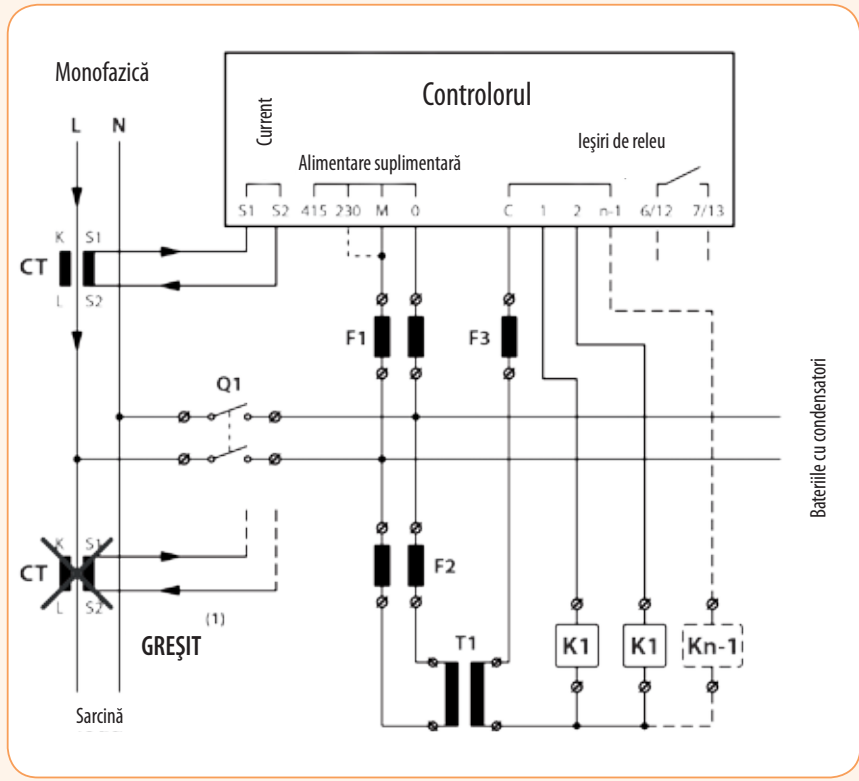 Monofazică
Controlorul
Current
Alimentare suplimentară
Ieşiri de releu
L N
S1 S2 415 230 M 0 C 1 2 n-1 6/12 7/13
K S1
CT
L S2
F1 F3
Q1
Bateriile cu condensatori
K S1
CT
L S2
F2
(1)
GREŞIT
T1 K1 K1 Kn-1
Sarcină